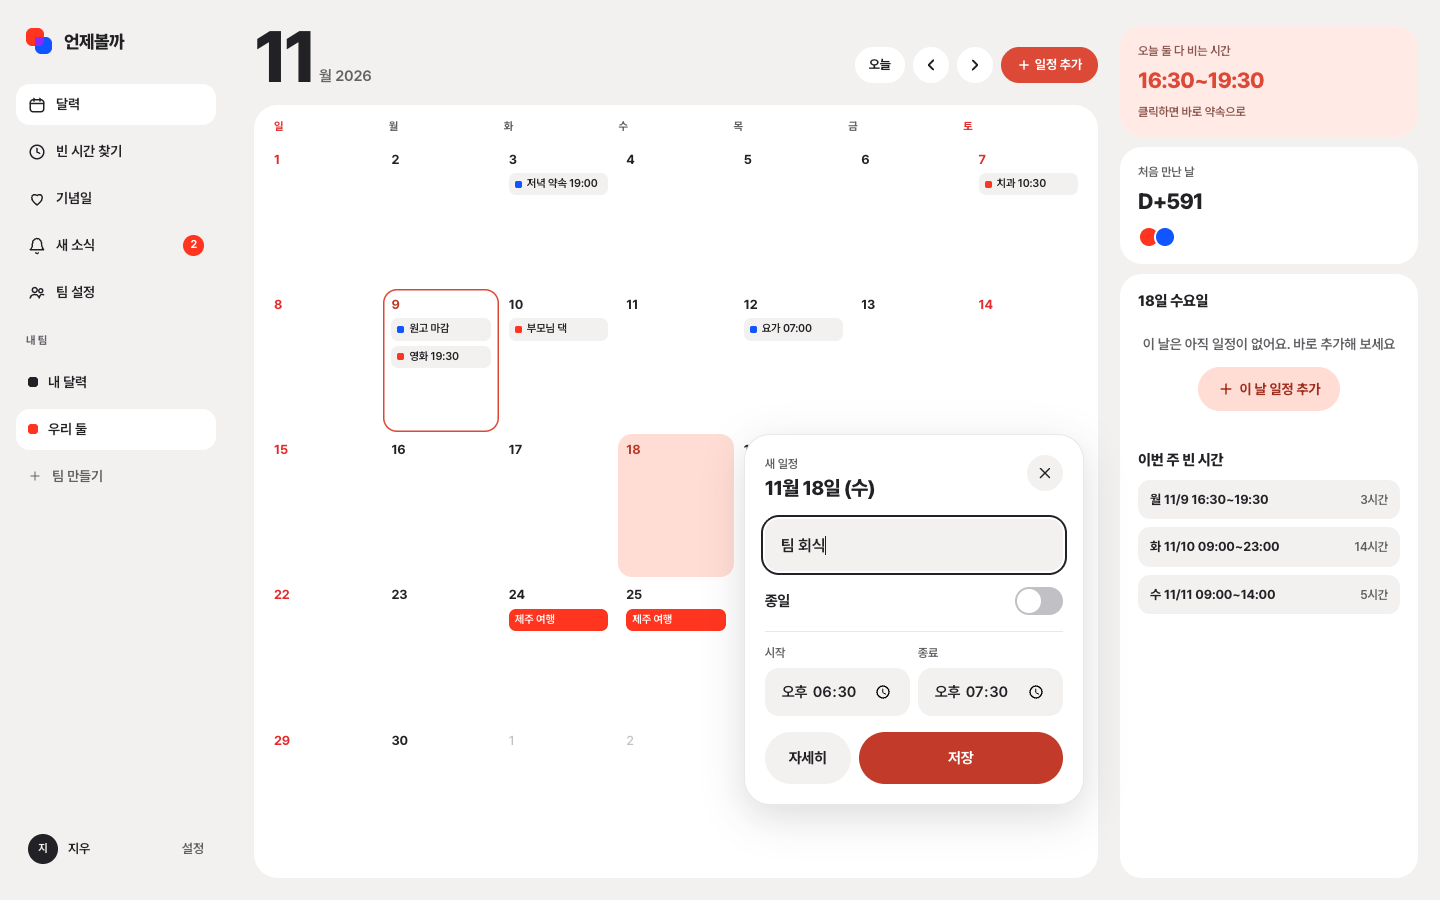 언제볼까
달력
빈 시간 찾기
기념일
새 소식 2
팀 설정
내 팀
내 달력
우리 둘
팀 만들기
지 지우 설정
11 월 2026
오늘
일정 추가
일 월 화 수 목 금 토
1 2 3 4 5 6 7
저녁 약속 19:00
치과 10:30
8 9 10 11 12 13 14
원고 마감
부모님 댁
요가 07:00
영화 19:30
15 16 17 18
22 23 24 25
제주 여행
제주 여행
29 30 1 2
새 일정
11월 18일 (수)
팀 회식
종일
시작 종료
오후 06:30 오후 07:30
자세히 저장
오늘 둘 다 비는 시간
16:30~19:30
클릭하면 바로 약속으로
처음 만난 날
D+591
18일 수요일
이 날은 아직 일정이 없어요. 바로 추가해 보세요
이 날 일정 추가
이번 주 빈 시간
월 11/9 16:30~19:30 3시간
화 11/10 09:00~23:00 14시간
수 11/11 09:00~14:00 5시간